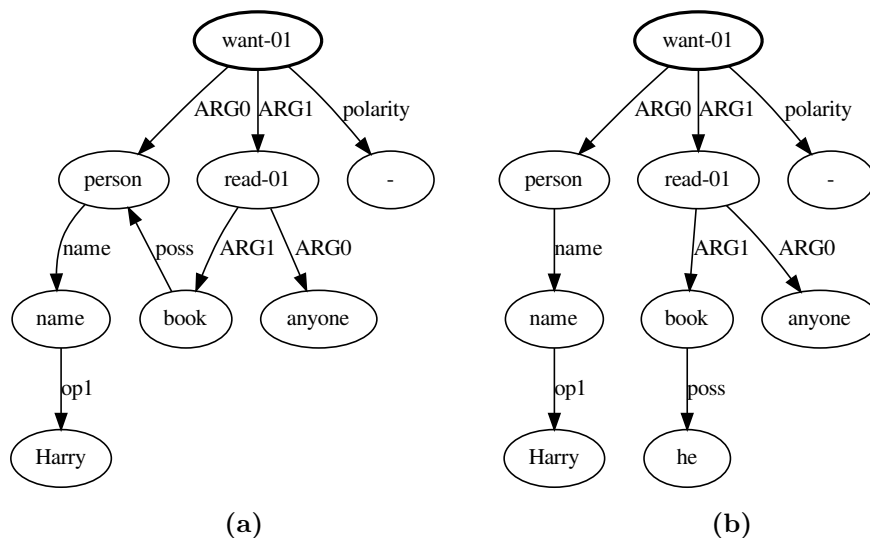 want-01
want-01
ARG0
ARG1
polarity
ARG0
ARG1
polarity
person
read-01
-
person
read-01
-
name
poss
ARG1
ARG0
name
ARG1
ARG0
name
book
anyone
name
book
anyone
op1
op1
poss
Harry
Harry
he
(a)
(b)